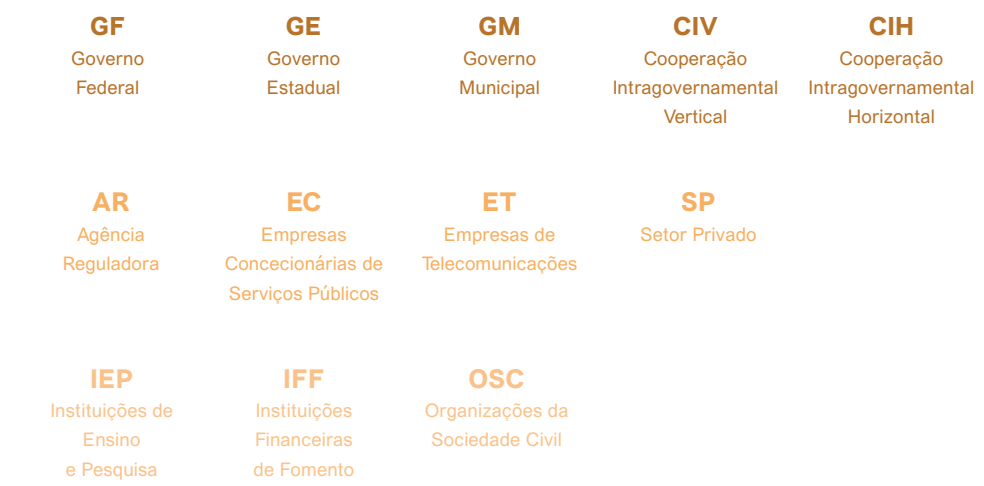 GF
Governo
Federal
GE
Governo
Estadual
GM
Governo
Municipal
CIV
Cooperação
Intragovernamental
Vertical
CIH
Cooperação
Intragovernamental
Horizontal
AR
Agência
Reguladora
EC
Empresas
Concecionárias de
Serviços Públicos
ET
Empresas de
Telecomunicações
SP
Setor Privado
IEP
Instituições de
Ensino
e Pesquisa
IFF
Instituições
Financeiras
de Fomento
OSC
Organizações da
Sociedade Civil